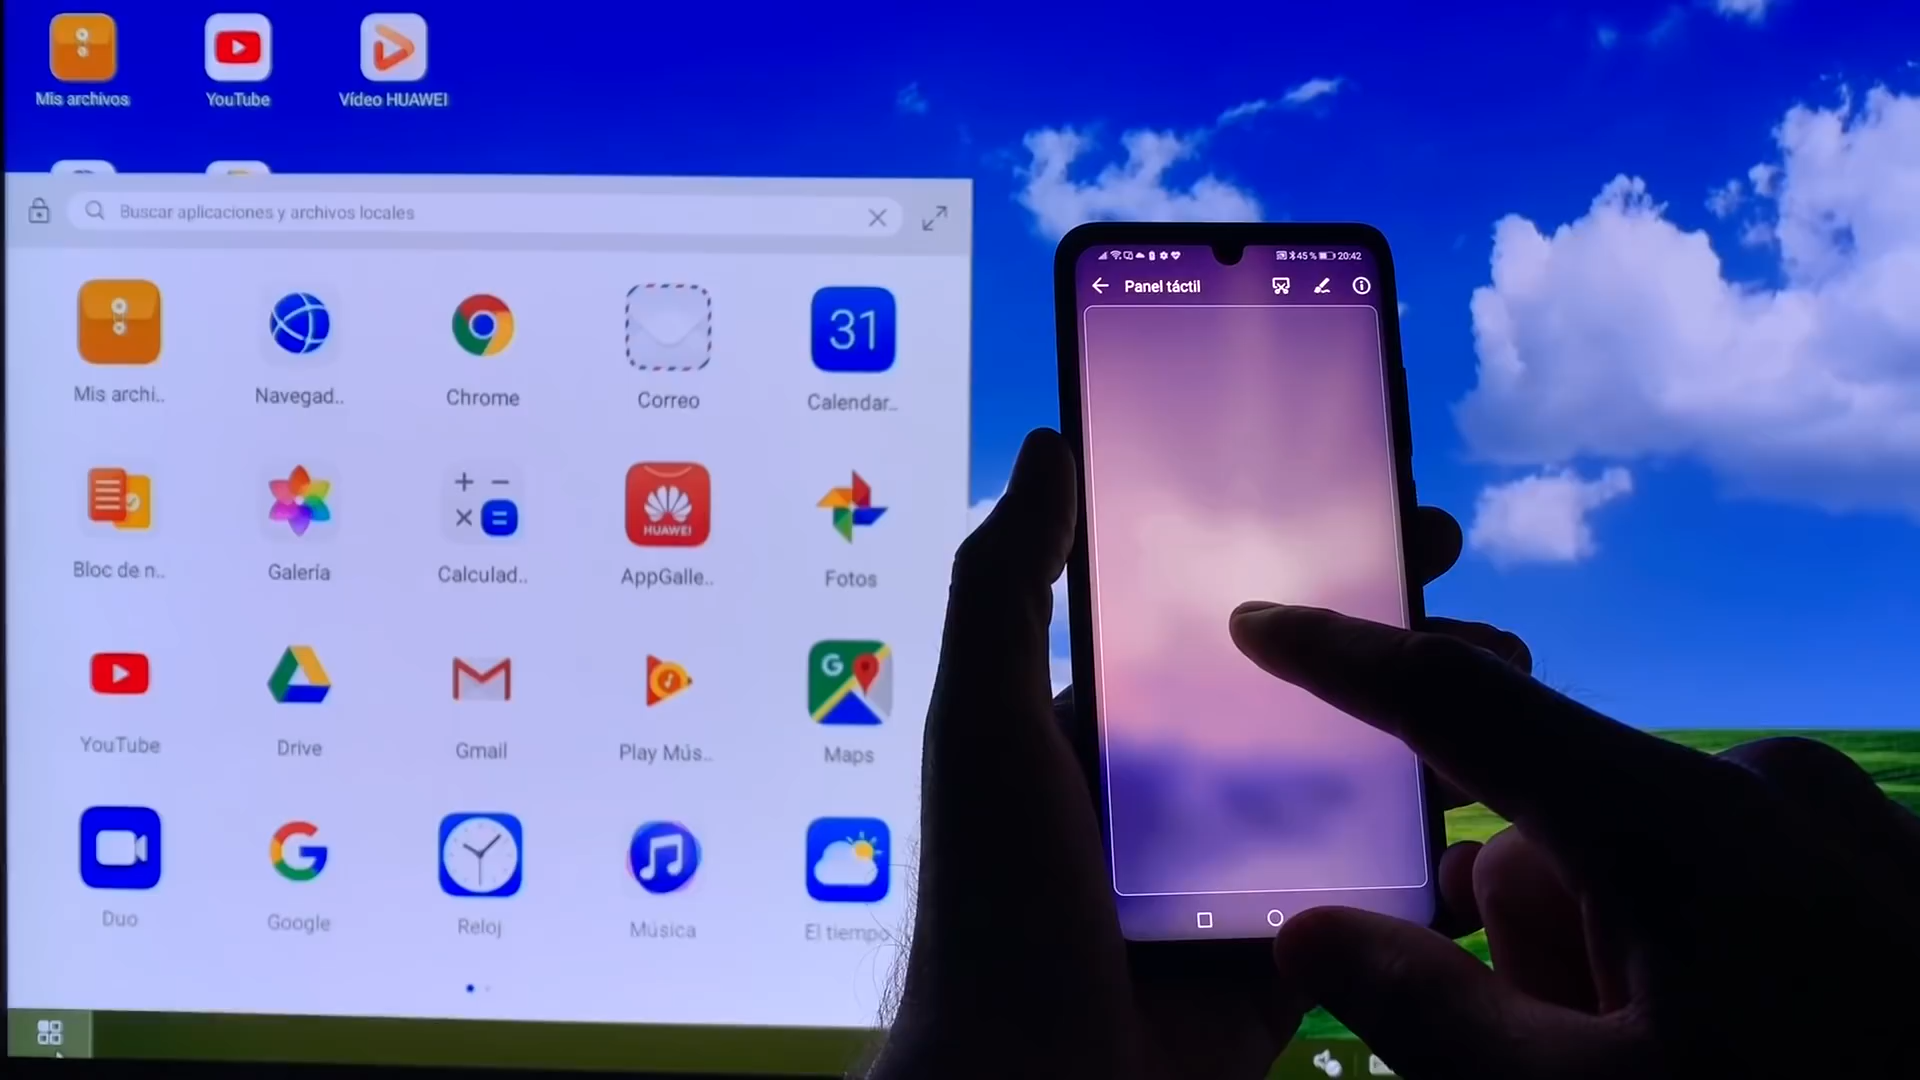 Mis archivos
YouTube
Vídeo HUAWEI
Buscar aplicaciones y archivos locales
Mis archi..
Navegad..
Chrome
Correo
31
Calendar..
Bloc de n..
Galería
Calculad..
HUAWEI
AppGalle..
Fotos
YouTube
Drive
Gmail
Play Mús..
G
Maps
Duo
Google
Reloj
Música
El tiempo
45 % 20:42
Panel táctil